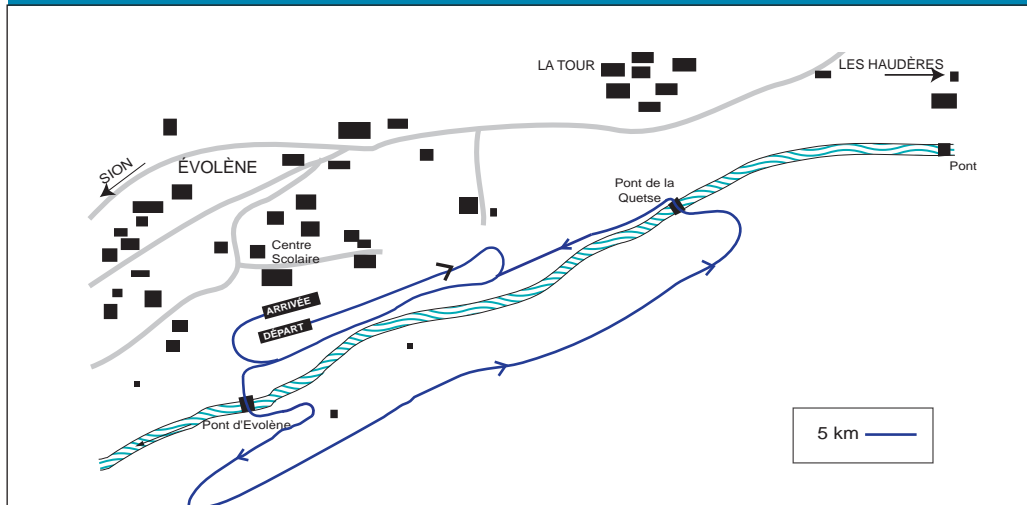 LA TOUR
LES HAUDÈRES
SION
ÉVOLÈNE
Pont
Pont de la
Quetse
Centre
Scolaire
ARRIVÉE
DÉPART
Pont d'Evolène
5 km